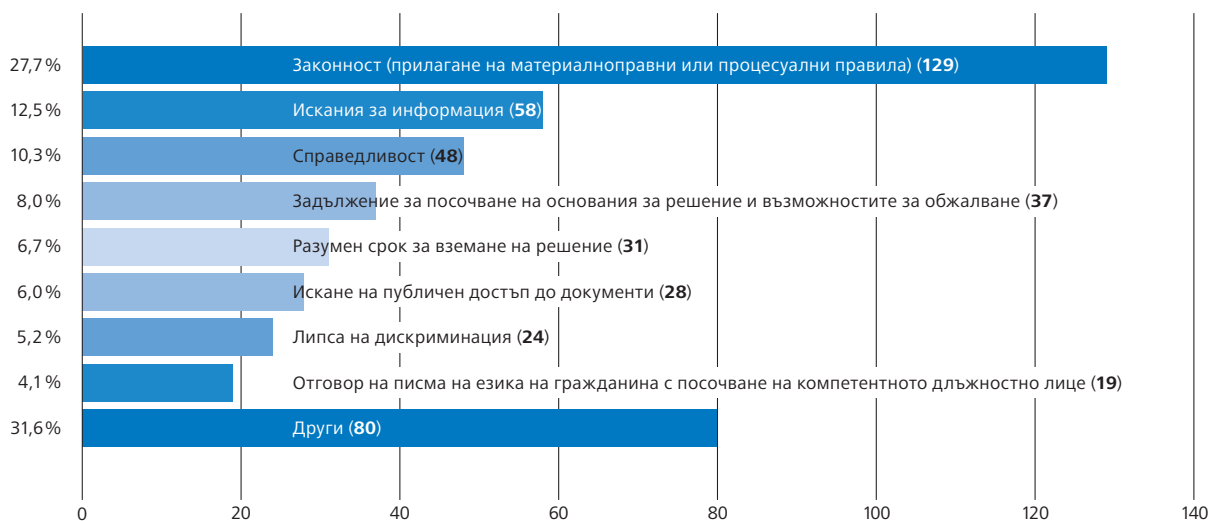 27,7 % Законност (прилагане на материалноправни или процесуални правила) (129)
12,5 % Искания за информация (58)
10,3 % Справедливост (48)
8,0 % Задължение за посочване на основания за решение и възможностите за обжалване (37)
6,7 % Разумен срок за вземане на решение (31)
6,0 % Искане на публичен достъп до документи (28)
5,2 % Липса на дискриминация (24)
4,1 % Отговор на писма на езика на гражданина с посочване на компетентното длъжностно лице (19)
31,6 % Други (80)
0 20 40 60 80 100 120 140